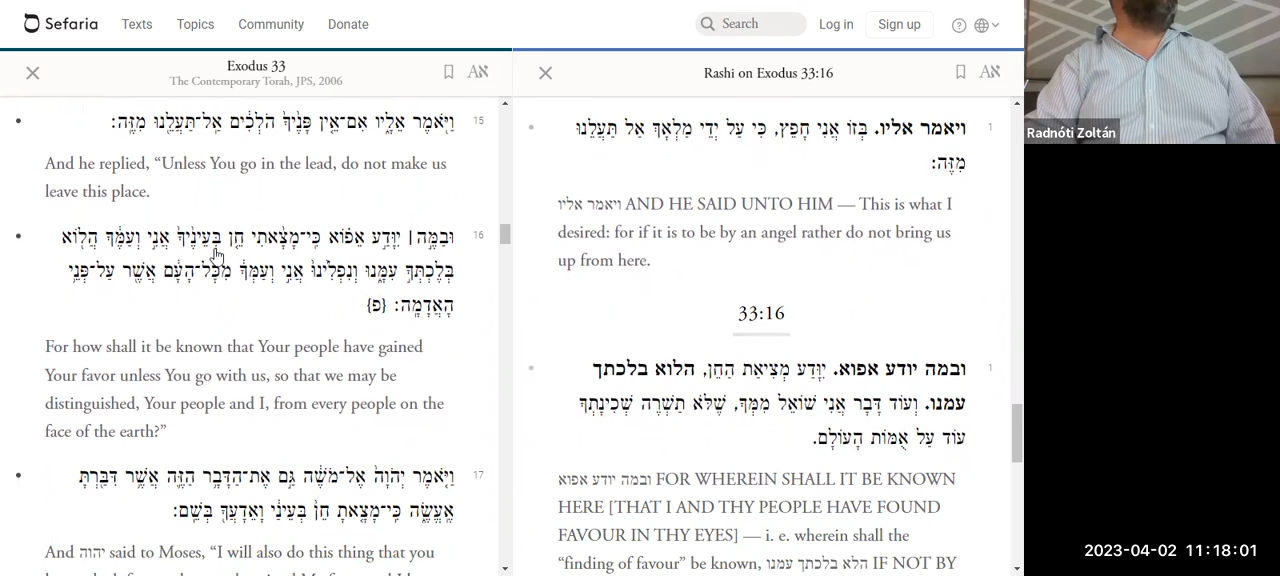 Sefaria
Texts
Topics
Community
Donate
Search
Log in
Sign up
Exodus 33
The Contemporary Torah, JPS, 2006
15
וַיֹּ֖אמֶר אֵלָ֑יו אִם־אֵ֤ין פָּנֶ֙יךָ֙ הֹלְכִ֔ים אַֽל־תַּעֲלֵ֖נוּ מִזֶּֽה׃
And he replied, “Unless You go in the lead, do not make us
leave this place.
16
וּבַמֶּ֣ה ׀ יִוָּדַ֣ע אֵפ֗וֹא כִּֽי־מָצָ֨אתִי חֵ֤ן בְּעֵינֶ֙יךָ֙ אֲנִ֣י וְעַמֶּ֔ךָ הֲל֖וֹא
בְּלֶכְתְּךָ֣ עִמָּ֑נוּ וְנִפְלִ֙ינוּ֙ אֲנִ֣י וְעַמְּךָ֔ מִכׇּ֨ל־הָעָ֔ם אֲשֶׁ֖ר עַל־פְּנֵ֥י
הָאֲדָמָֽה׃ {פ}
For how shall it be known that Your people have gained
Your favor unless You go with us, so that we may be
distinguished, Your people and I, from every people on the
face of the earth?”
17
וַיֹּ֤אמֶר יְהֹוָה֙ אֶל־מֹשֶׁ֔ה גַּ֣ם אֶת־הַדָּבָ֥ר הַזֶּ֛ה אֲשֶׁ֥ר דִּבַּ֖רְתָּ
אֶֽעֱשֶׂ֑ה כִּֽי־מָצָ֤אתָ חֵן֙ בְּעֵינַ֔י וָאֵדָעֲךָ֖ בְּשֵֽׁם׃
And יהוה said to Moses, “I will also do this thing that you
Rashi on Exodus 33:16
1
ויאמר אליו. בְּזוֹ אֲנִי חָפֵץ, כִּי עַל יְדֵי מַלְאָךְ אַל תַּעֲלֵנוּ
מִזֶּה:
ויאמר אליו AND HE SAID UNTO HIM — This is what I
desired: for if it is to be by an angel rather do not bring us
up from here.
33:16
1
ובמה יודע אפוא. יִוָּדַע מְצִיאַת הַחֵן, הלוא בלכתך
עמנו. וְעוֹד דָּבָר אֲנִי שׁוֹאֵל מִמְּךָ, שֶׁלֹּא תַשְׁרֶה שְׁכִינָתְךָ
עוֹד עַל אֻמּוֹת הָעוֹלָם.
ובמה יודע אפוא FOR WHEREIN SHALL IT BE KNOWN
HERE [THAT I AND THY PEOPLE HAVE FOUND
FAVOUR IN THY EYES] — i. e. wherein shall the
“finding of favour” be known, הלא בלכתך עמנו IF NOT BY
Radnóti Zoltán
2023-04-02 11:18:01